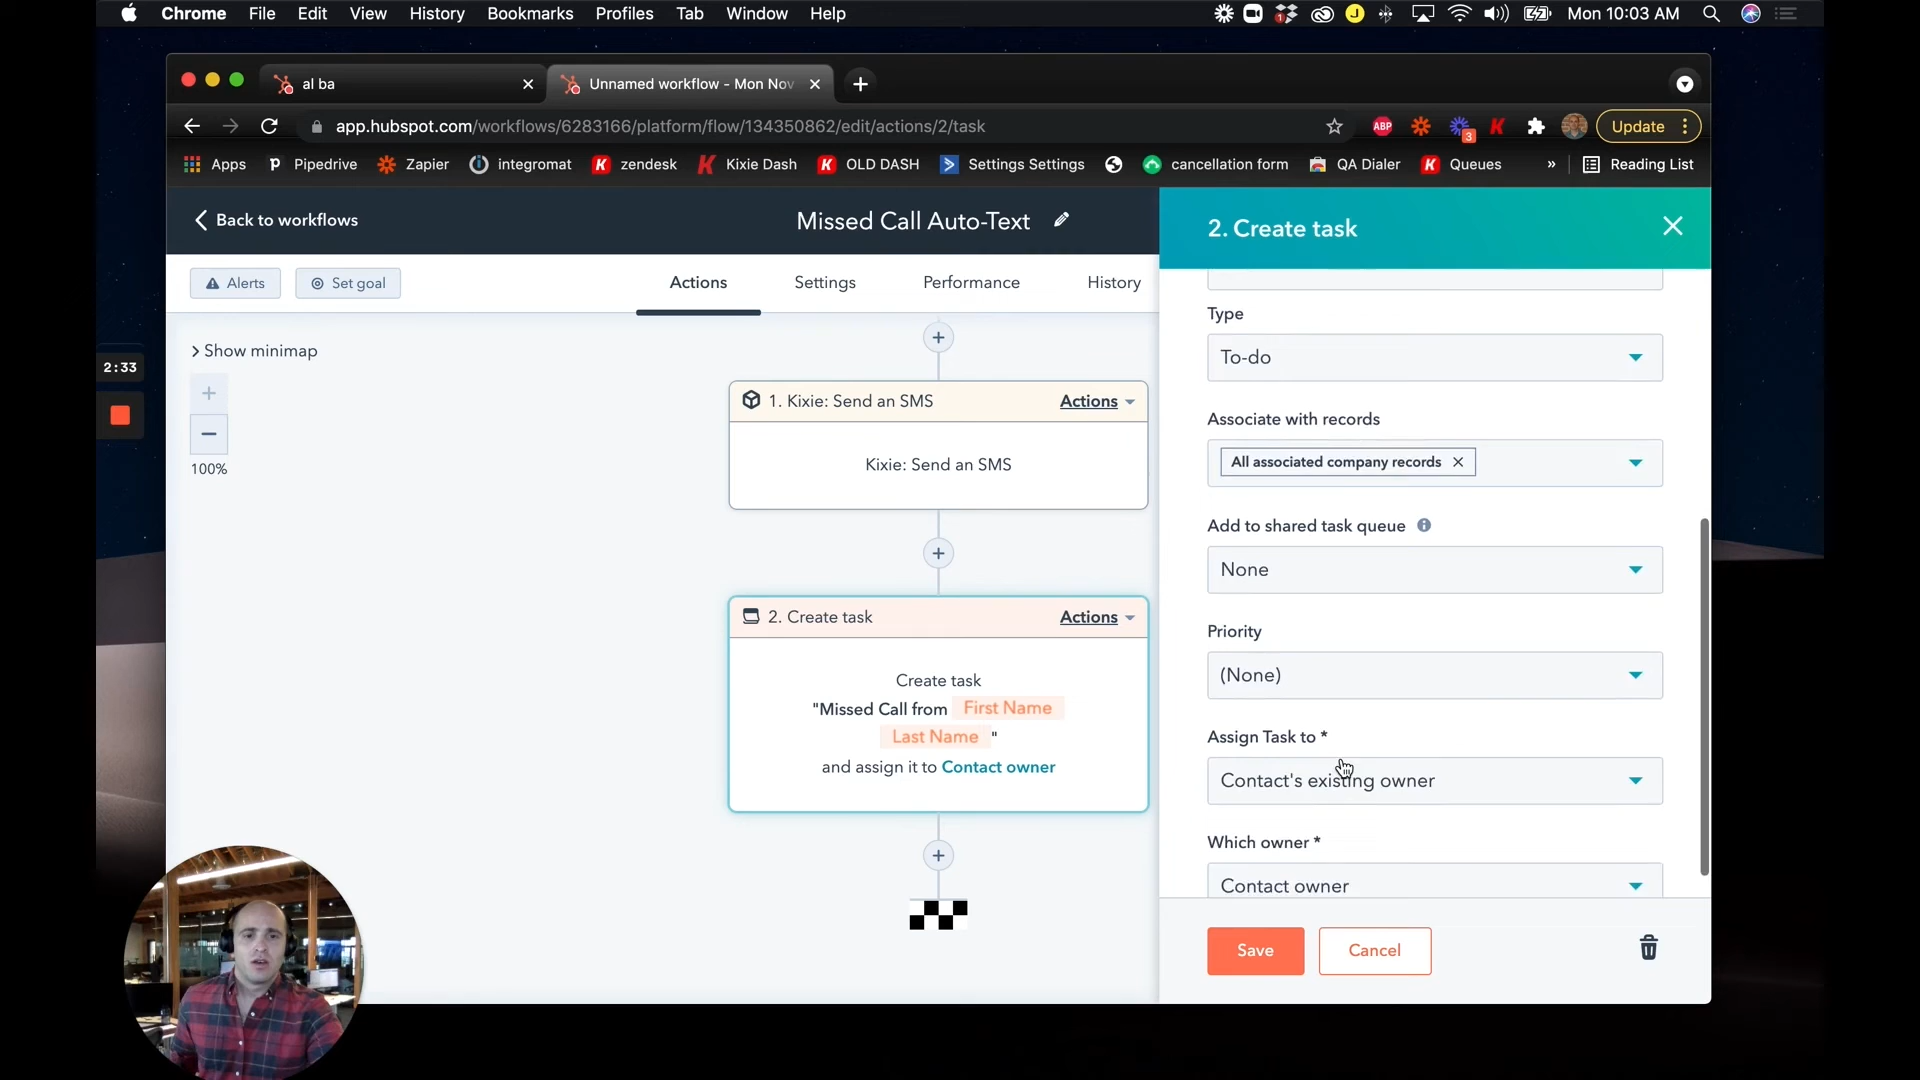 Chrome File Edit View History Bookmarks Profiles Tab Window Help
1 J Mon 10:03 AM
al ba
Unnamed workflow - Mon Nov
app.hubspot.com/workflows/6283166/platform/flow/134350862/edit/actions/2/task
ABP 3 K Update
Apps P Pipedrive Zapier integromat K zendesk K Kixie Dash K OLD DASH Settings Settings cancellation form QA Dialer K Queues » Reading List
Back to workflows
Missed Call Auto-Text
Alerts
Set goal
Actions
Settings
Performance
History
Show minimap
2:33
+
−
100%
1. Kixie: Send an SMS
Actions
Kixie: Send an SMS
2. Create task
Actions
Create task
"Missed Call from First Name
Last Name "
and assign it to Contact owner
2. Create task
Type
To-do
Associate with records
All associated company records
Add to shared task queue
None
Priority
(None)
Assign Task to *
Contact's existing owner
Which owner *
Contact owner
Save
Cancel